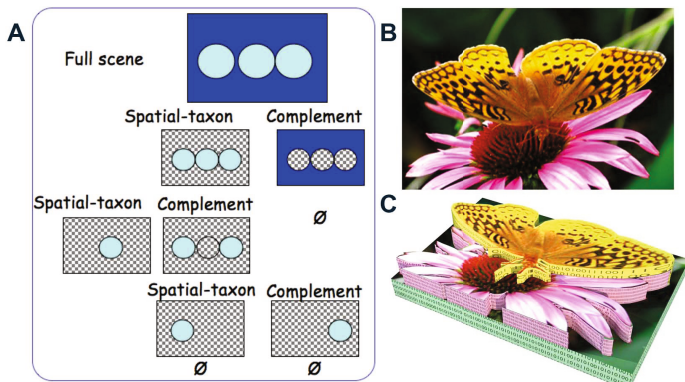 A
Full scene
Spatial-taxon Complement
Ø
Spatial-taxon Complement
Spatial-taxon Complement
Ø Ø
B
C